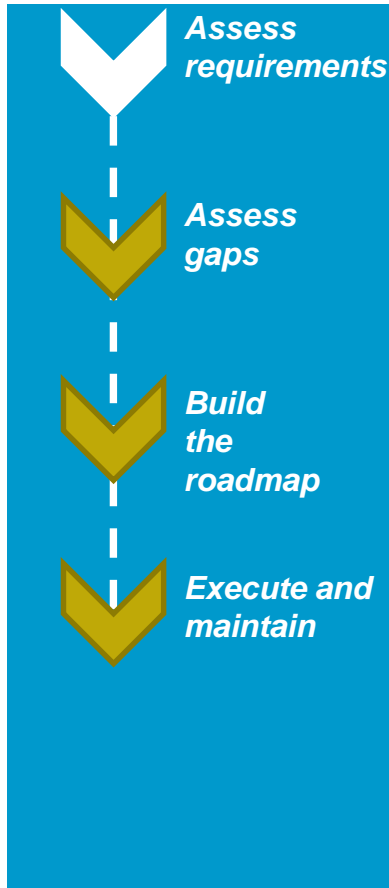 Assess
requirements
Assess
gaps
Build
the
roadmap
Execute and
maintain